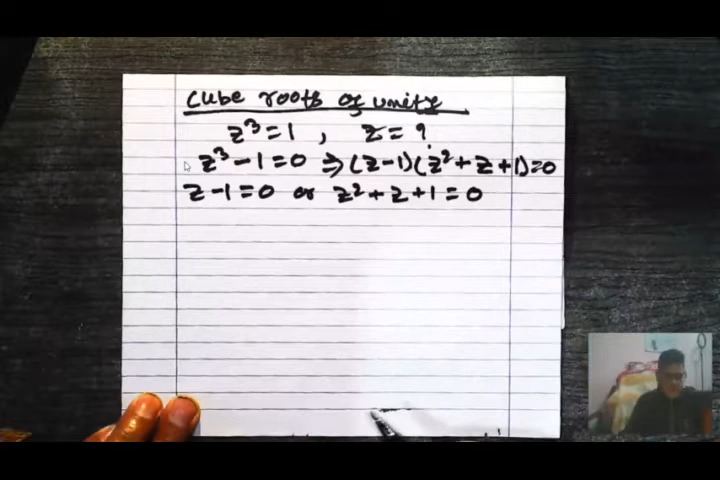 cube roots of unity
z³ = 1 , z = ?
z³ - 1 = 0 ⇒ (z - 1)(z² + z + 1) = 0
z - 1 = 0 or z² + z + 1 = 0